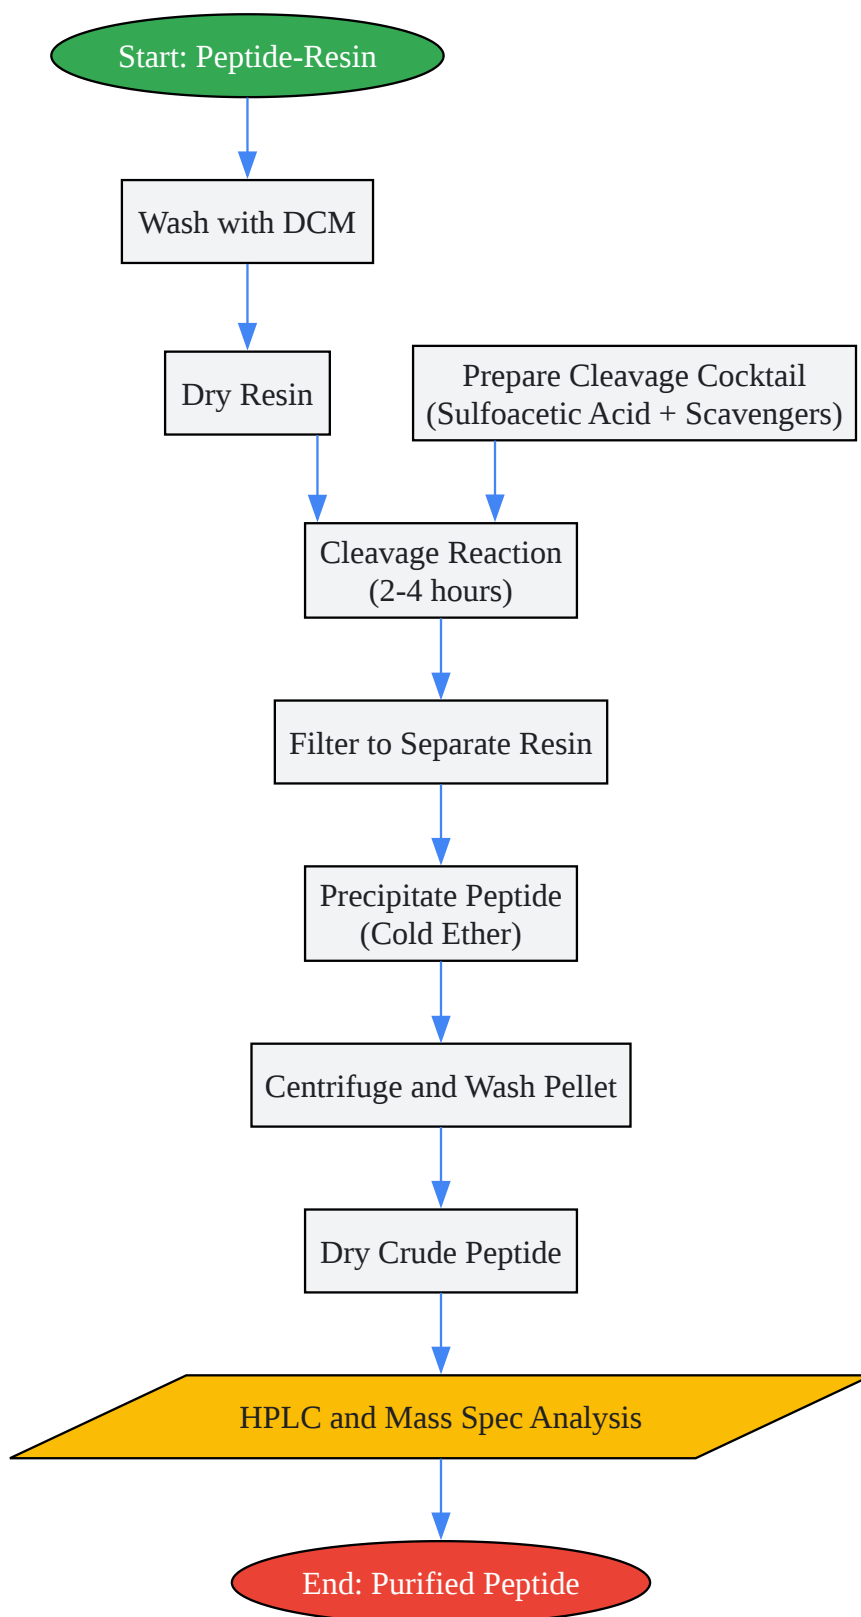 Start: Peptide-Resin
Wash with DCM
Dry Resin
Prepare Cleavage Cocktail
(Sulfoacetic Acid + Scavengers)
Cleavage Reaction
(2-4 hours)
Filter to Separate Resin
Precipitate Peptide
(Cold Ether)
Centrifuge and Wash Pellet
Dry Crude Peptide
HPLC and Mass Spec Analysis
End: Purified Peptide